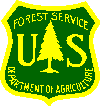 FOREST SERVICE
U S
DEPARTMENT OF AGRICULTURE